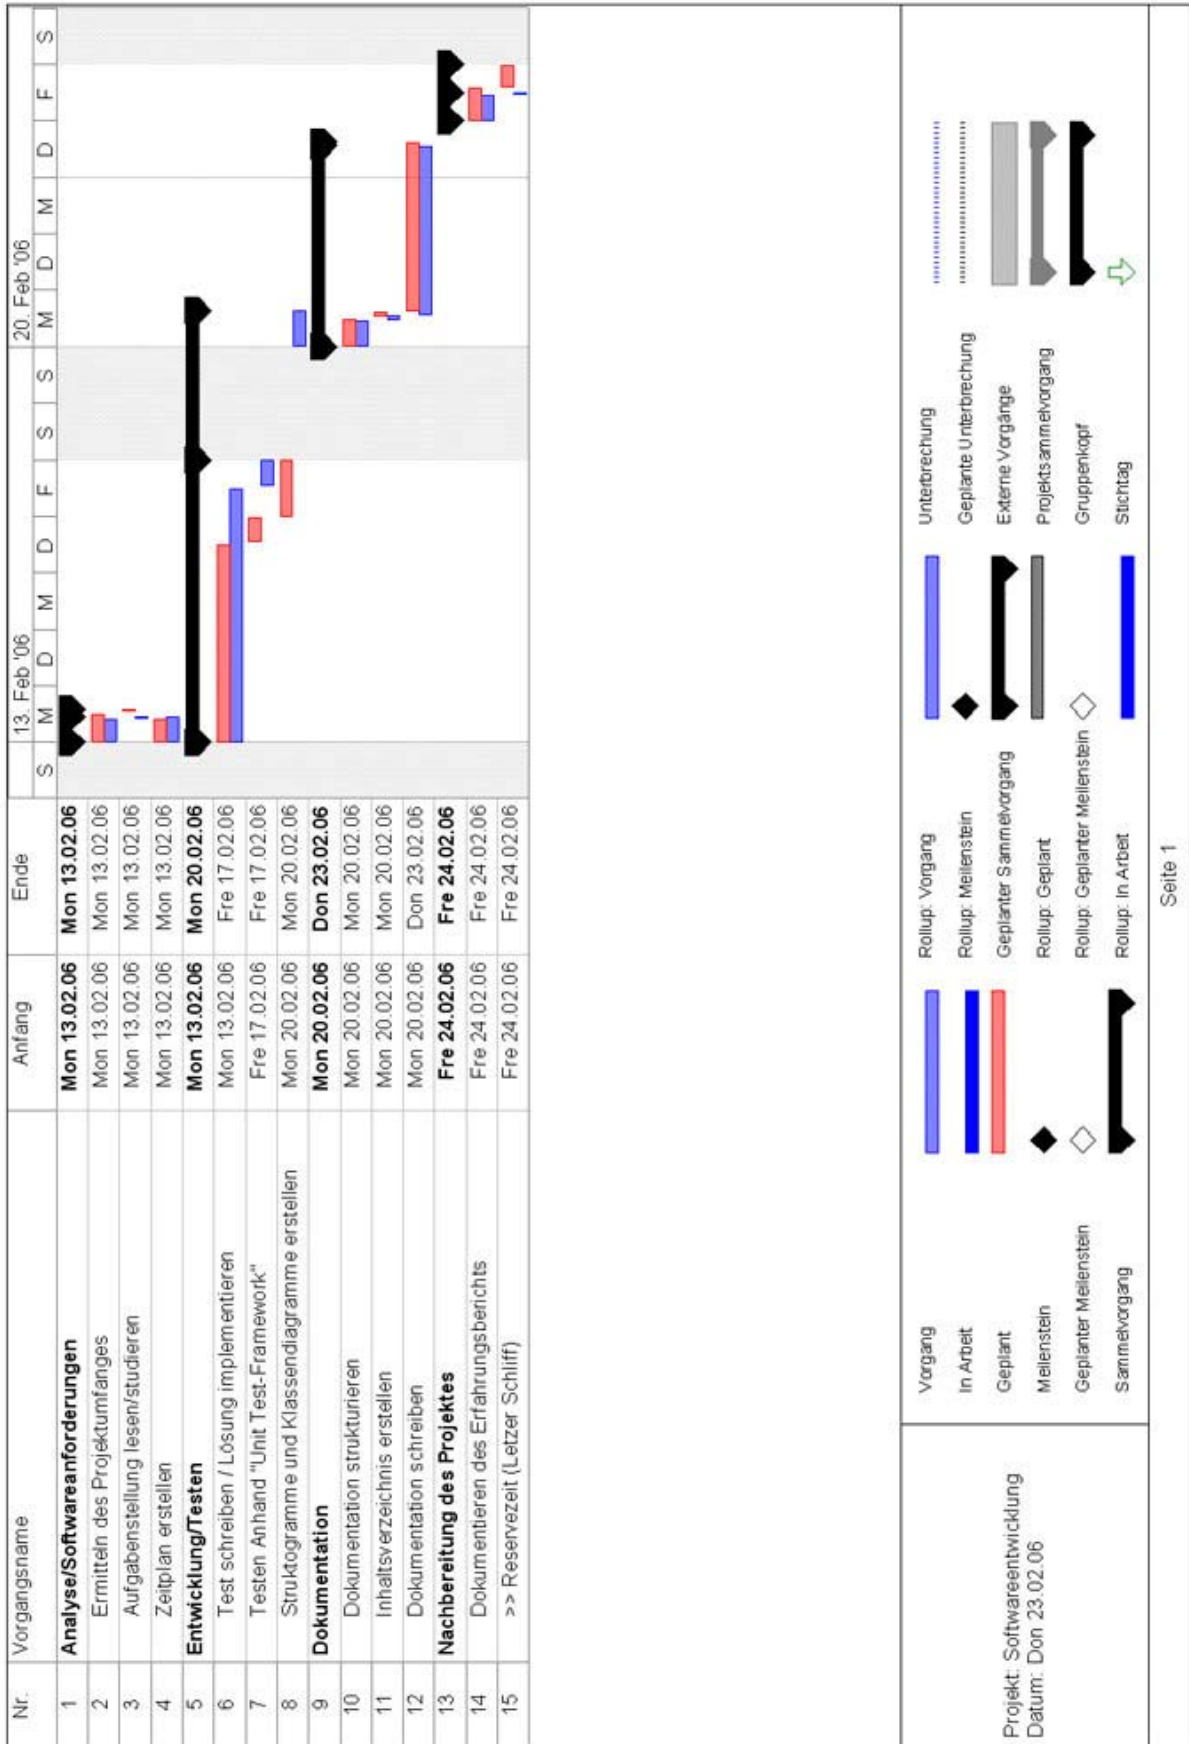 Nr. Vorgangsname Anfang Ende 13. Feb '06 20. Feb '06
S M D M D F S S M D M D F S
1 Analyse/Softwareanforderungen Mon 13.02.06 Mon 13.02.06
2 Ermitteln des Projektumfanges Mon 13.02.06 Mon 13.02.06
3 Aufgabenstellung lesen/studieren Mon 13.02.06 Mon 13.02.06
4 Zeitplan erstellen Mon 13.02.06 Mon 13.02.06
5 Entwicklung/Testen Mon 13.02.06 Mon 20.02.06
6 Test schreiben / Lösung implementieren Mon 13.02.06 Fre 17.02.06
7 Testen Anhand "Unit Test-Framework" Fre 17.02.06 Fre 17.02.06
8 Struktogramme und Klassendiagramme erstellen Mon 20.02.06 Mon 20.02.06
9 Dokumentation Mon 20.02.06 Don 23.02.06
10 Dokumentation strukturieren Mon 20.02.06 Mon 20.02.06
11 Inhaltsverzeichnis erstellen Mon 20.02.06 Mon 20.02.06
12 Dokumentation schreiben Mon 20.02.06 Don 23.02.06
13 Nachbereitung des Projektes Fre 24.02.06 Fre 24.02.06
14 Dokumentieren des Erfahrungsberichts Fre 24.02.06 Fre 24.02.06
15 >> Reservezeit (Letzer Schliff) Fre 24.02.06 Fre 24.02.06
Projekt: Softwareentwicklung
Datum: Don 23.02.06
Vorgang Rollup: Vorgang Unterbrechung
In Arbeit Rollup: Meilenstein Geplante Unterbrechung
Geplant Geplanter Sammelvorgang Externe Vorgänge
Meilenstein Rollup: Geplant Projektsammelvorgang
Geplanter Meilenstein Rollup: Geplanter Meilenstein Gruppenkopf
Sammelvorgang Rollup: In Arbeit Stichtag
Seite 1